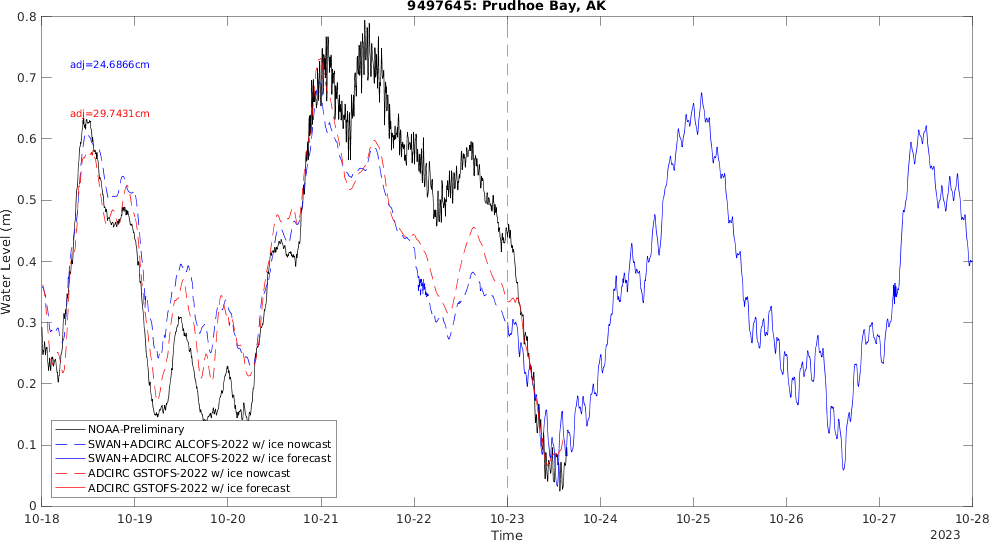 9497645: Prudhoe Bay, AK
adj=24.6866cm
adj=29.7431cm
Water Level (m)
0.8
0.7
0.6
0.5
0.4
0.3
0.2
0.1
0
NOAA-Preliminary
SWAN+ADCIRC ALCOFS-2022 w/ ice nowcast
SWAN+ADCIRC ALCOFS-2022 w/ ice forecast
ADCIRC GSTOFS-2022 w/ ice nowcast
ADCIRC GSTOFS-2022 w/ ice forecast
10-18 10-19 10-20 10-21 10-22 10-23 10-24 10-25 10-26 10-27 10-28
Time
2023